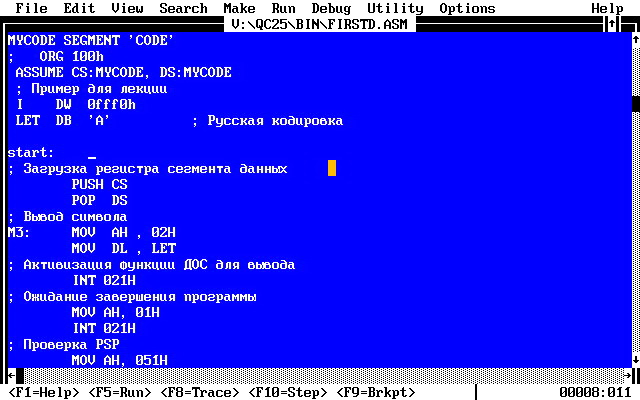 File Edit View Search Make Run Debug Utility Options Help
V:\QC25\BIN\FIRSTD.ASM
MYCODE SEGMENT 'CODE'
;   ORG 100h
 ASSUME CS:MYCODE, DS:MYCODE
 ; Пример для лекции
 I    DW  0fff0h
 LET  DB  'A'          ; Русская кодировка
start:    _
; Загрузка регистра сегмента данных
        PUSH CS
        POP  DS
; Вывод символа
M3:     MOV  AH , 02H
        MOV  DL , LET
; Активизация функции ДОС для вывода
        INT 021H
; Ожидание завершения программы
        MOV AH, 01H
        INT 021H
; Проверка PSP
        MOV AH, 051H
<F1=Help> <F5=Run> <F8=Trace> <F10=Step> <F9=Brkpt> 00008:011